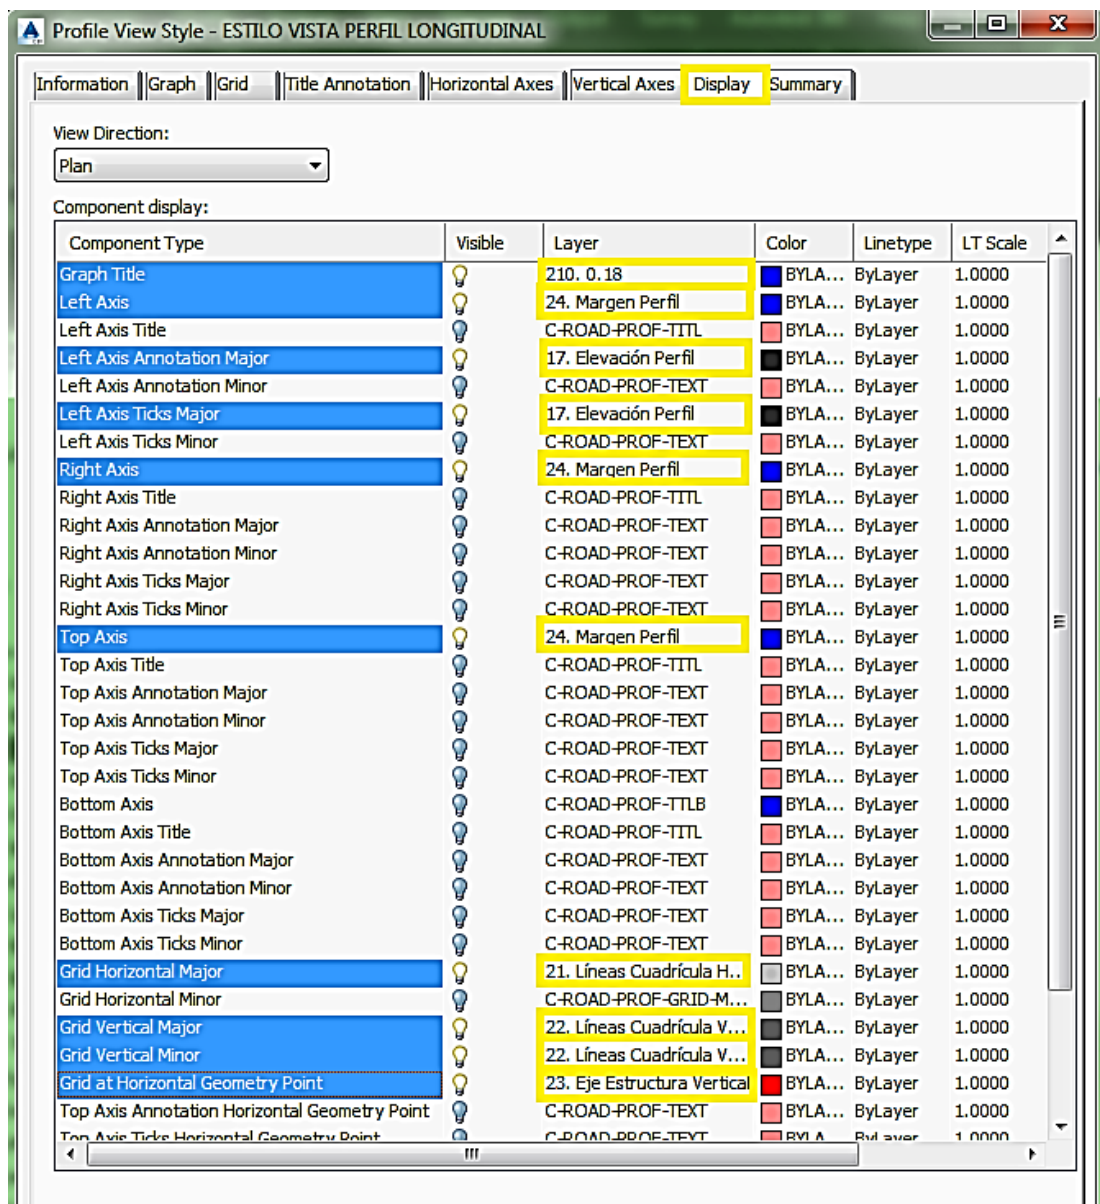 Profile View Style - ESTILO VISTA PERFIL LONGITUDINAL
Information Graph Grid Title Annotation Horizontal Axes Vertical Axes Display Summary
View Direction:
Plan
Component display:
Component Type Visible Layer Color Linetype LT Scale
Graph Title 210. 0.18 BYLA... ByLayer 1.0000
Left Axis 24. Margen Perfil BYLA... ByLayer 1.0000
Left Axis Title C-ROAD-PROF-TITL BYLA... ByLayer 1.0000
Left Axis Annotation Major 17. Elevación Perfil BYLA... ByLayer 1.0000
Left Axis Annotation Minor C-ROAD-PROF-TEXT BYLA... ByLayer 1.0000
Left Axis Ticks Major 17. Elevación Perfil BYLA... ByLayer 1.0000
Left Axis Ticks Minor C-ROAD-PROF-TEXT BYLA... ByLayer 1.0000
Right Axis 24. Margen Perfil BYLA... ByLayer 1.0000
Right Axis Title C-ROAD-PROF-TITL BYLA... ByLayer 1.0000
Right Axis Annotation Major C-ROAD-PROF-TEXT BYLA... ByLayer 1.0000
Right Axis Annotation Minor C-ROAD-PROF-TEXT BYLA... ByLayer 1.0000
Right Axis Ticks Major C-ROAD-PROF-TEXT BYLA... ByLayer 1.0000
Right Axis Ticks Minor C-ROAD-PROF-TEXT BYLA... ByLayer 1.0000
Top Axis 24. Margen Perfil BYLA... ByLayer 1.0000
Top Axis Title C-ROAD-PROF-TITL BYLA... ByLayer 1.0000
Top Axis Annotation Major C-ROAD-PROF-TEXT BYLA... ByLayer 1.0000
Top Axis Annotation Minor C-ROAD-PROF-TEXT BYLA... ByLayer 1.0000
Top Axis Ticks Major C-ROAD-PROF-TEXT BYLA... ByLayer 1.0000
Top Axis Ticks Minor C-ROAD-PROF-TEXT BYLA... ByLayer 1.0000
Bottom Axis C-ROAD-PROF-TTLB BYLA... ByLayer 1.0000
Bottom Axis Title C-ROAD-PROF-TITL BYLA... ByLayer 1.0000
Bottom Axis Annotation Major C-ROAD-PROF-TEXT BYLA... ByLayer 1.0000
Bottom Axis Annotation Minor C-ROAD-PROF-TEXT BYLA... ByLayer 1.0000
Bottom Axis Ticks Major C-ROAD-PROF-TEXT BYLA... ByLayer 1.0000
Bottom Axis Ticks Minor C-ROAD-PROF-TEXT BYLA... ByLayer 1.0000
Grid Horizontal Major 21. Líneas Cuadrícula H.. BYLA... ByLayer 1.0000
Grid Horizontal Minor C-ROAD-PROF-GRID-M... BYLA... ByLayer 1.0000
Grid Vertical Major 22. Líneas Cuadrícula V... BYLA... ByLayer 1.0000
Grid Vertical Minor 22. Líneas Cuadrícula V... BYLA... ByLayer 1.0000
Grid at Horizontal Geometry Point 23. Eje Estructura Vertical BYLA... ByLayer 1.0000
Top Axis Annotation Horizontal Geometry Point C-ROAD-PROF-TEXT BYLA... ByLayer 1.0000
Top Axis Ticks Horizontal Geometry Point C-ROAD-PROF-TEXT BYLA ByLayer 1.0000